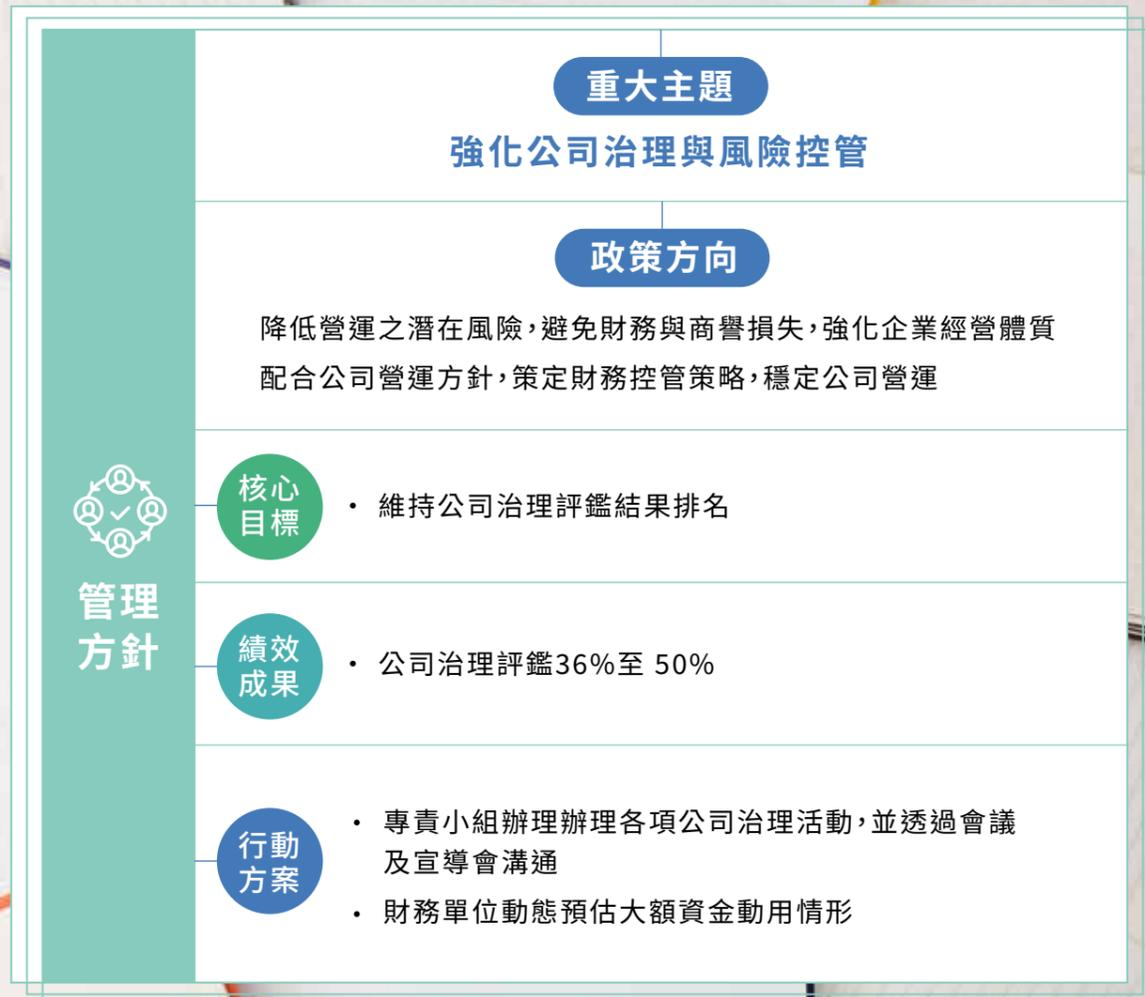 重大主題
強化公司治理與風險控管
政策方向
降低營運之潛在風險，避免財務與商譽損失，強化企業經營體質
配合公司營運方針，策定財務控管策略，穩定公司營運
管理
方針
核心
目標
• 維持公司治理評鑑結果排名
績效
成果
• 公司治理評鑑36%至 50%
行動
方案
• 專責小組辦理辦理各項公司治理活動，並透過會議
及宣導會溝通
• 財務單位動態預估大額資金動用情形